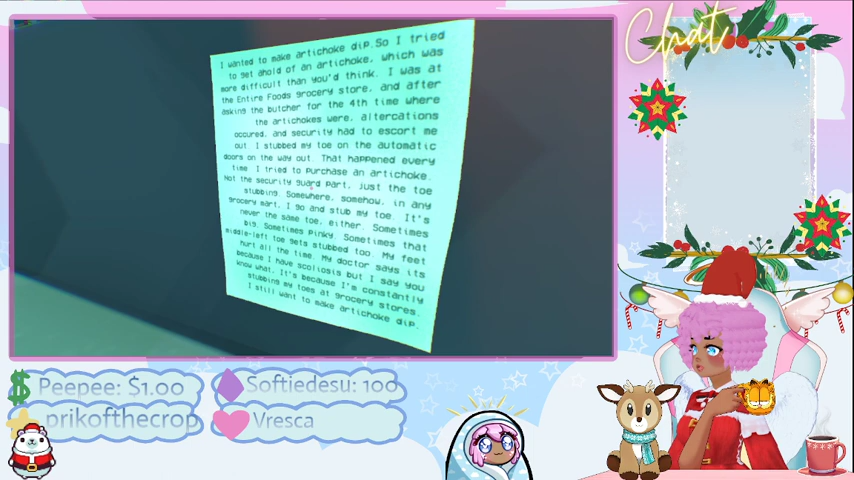 Chat
I wanted to make artichoke dip.So I tried
to get ahold of an artichoke, which was
more difficult than you'd think. I was at
the Entire Foods grocery store, and after
asking the butcher for the 4th time where
the artichokes were, altercations
occured, and security had to escort me
out. I stubbed my toe on the automatic
doors on the way out. That happened every
time I tried to purchase an artichoke.
Not the security guard part, just the toe
stubbing. Somewhere, somehow, in any
grocery mart, I go and stub my toe. It's
never the same toe, either. Sometimes
big. Sometimes Pinky. Sometimes that
middle-left toe gets stubbed too. My feet
hurt all the time. My doctor says its
because I have scoliosis but I say you
know what. It's because I'm constantly
stubbing my toes at grocery stores.
I still want to make artichoke dip.
Peepee: $1.00
Softiedesu: 100
prikofthecrop
Vresca